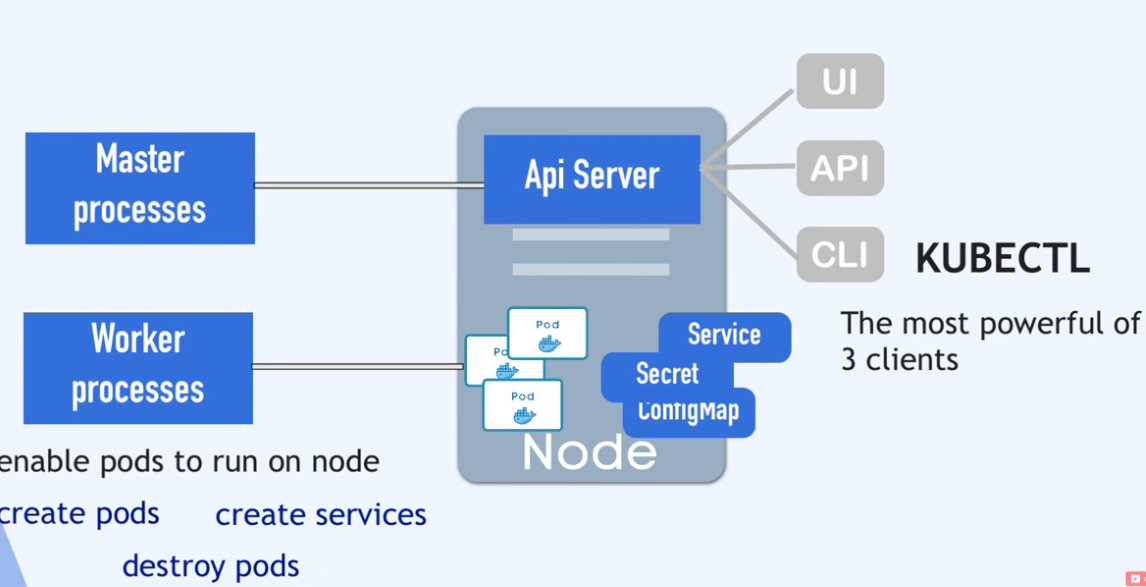 UI
Master
processes
Api Server
API
CLI
KUBECTL
The most powerful of
3 clients
Worker
processes
Pod
Pod
Service
Secret
ConfigMap
Node
enable pods to run on node
create pods
create services
destroy pods